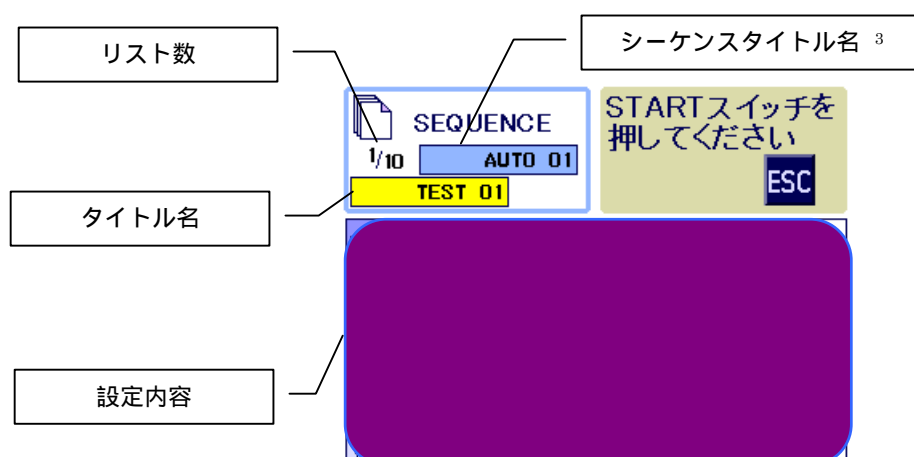 リスト数
シーケンスタイトル名 3
SEQUENCE
STARTスイッチを
押してください
1/10
AUTO 01
ESC
TEST 01
タイトル名
設定内容